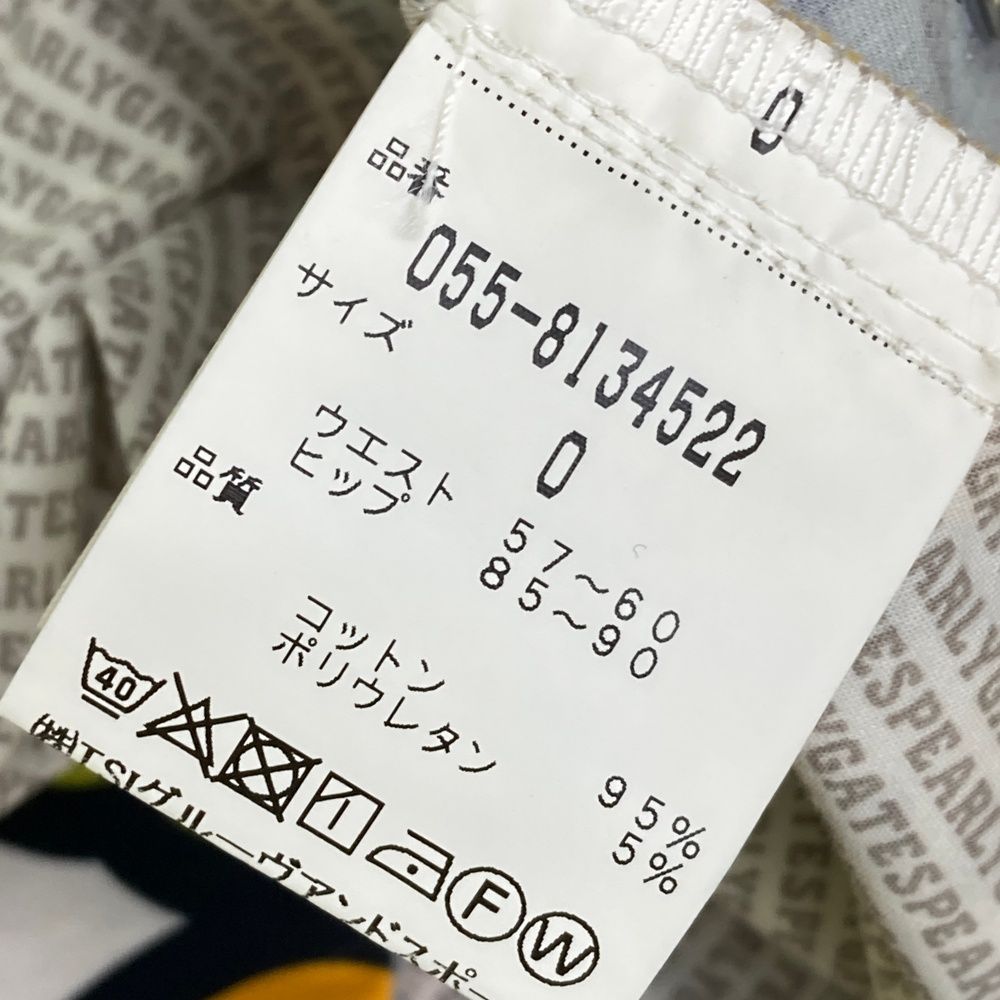 0
品番
055-8134522
サイズ
0
ウエスト 57〜60
ヒップ 85〜90
品質
コットン 95%
ポリウレタン 5%
40
F W
㈱TSIグルーヴアンドスポー